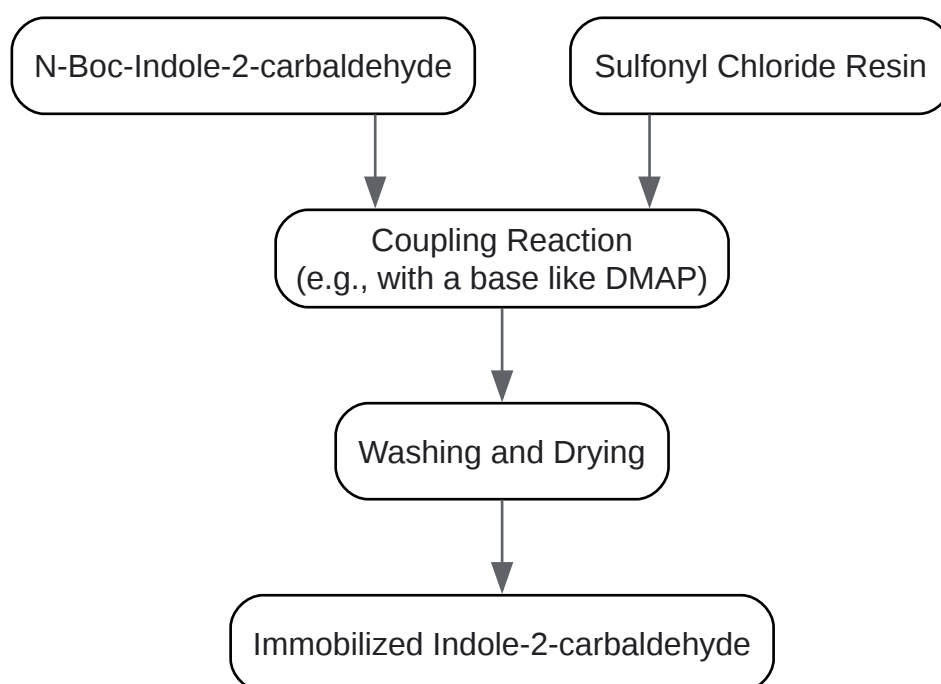 N-Boc-Indole-2-carbaldehyde
Sulfonyl Chloride Resin
Coupling Reaction
(e.g., with a base like DMAP)
Washing and Drying
Immobilized Indole-2-carbaldehyde